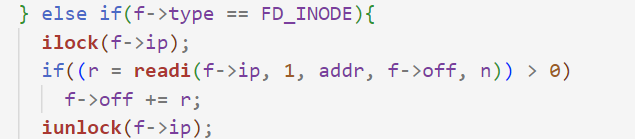 } else if(f->type == FD_INODE){
ilock(f->ip);
if((r = readi(f->ip, 1, addr, f->off, n)) > 0)
f->off += r;
iunlock(f->ip);